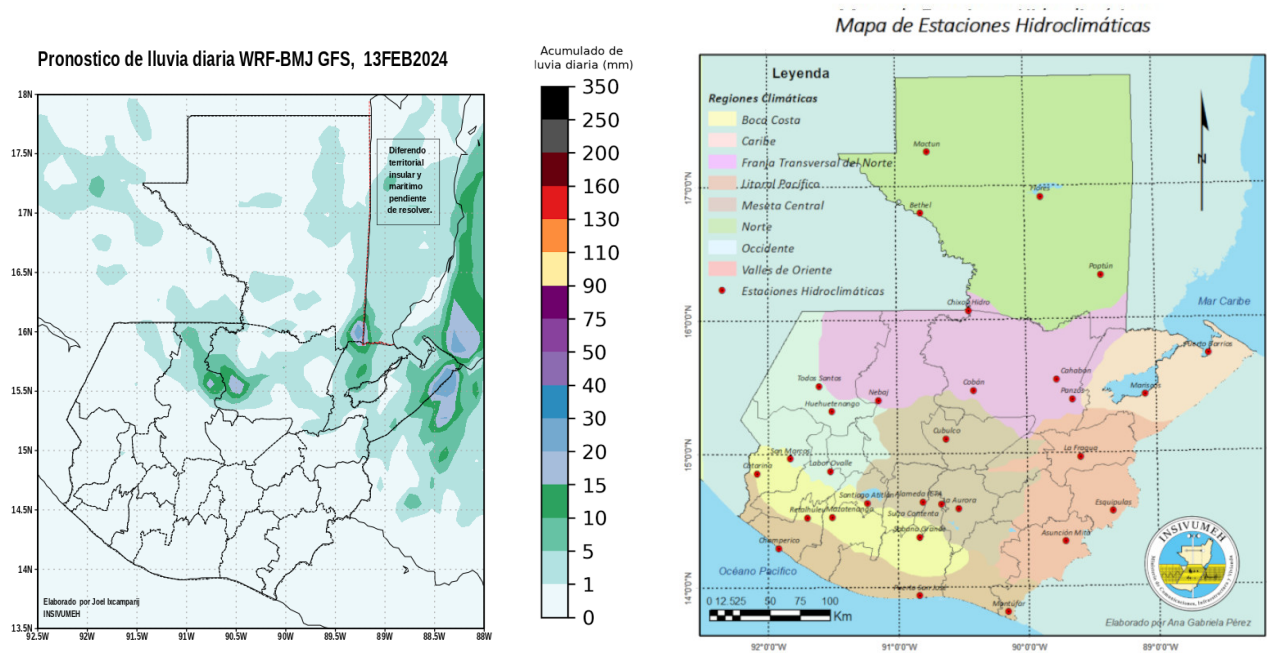 Pronostico de lluvia diaria WRF-BMJ GFS, 13FEB2024
Acumulado de
lluvia diaria (mm)
350
250
200
160
130
110
90
75
50
40
30
20
15
10
5
1
0
18N
17.5N
17N
16.5N
16N
15.5N
15N
14.5N
14N
13.5N
92.5W
92W
91.5W
91W
90.5W
90W
89.5W
89W
88.5W
88W
Diferendo
territorial
insular y
maritimo
pendiente
de resolver.
Elaborado por Joel Ixcamparij
INSIVUMEH
Mapa de Estaciones Hidroclimáticas
Leyenda
Regiones Climáticas
Boca Costa
Caribe
Franja Transversal del Norte
Litoral Pacífico
Meseta Central
Norte
Occidente
Valles de Oriente
Estaciones Hidroclimáticas
N
Mar Caribe
Océano Pacífico
Mactun
Flores
Bethel
Poptún
Chixoy Hidro
Puerto Barrios
Todos Santos
Nebaj
Cobán
Cahabón
Panzós
Mariscos
Huehuetenango
Cubulco
La Fragua
San Marcos
Catarina
Labor Ovalle
Santiago Atitlán
Alameda ICTA
La Aurora
Suiza Contenta
Esquipulas
Retalhuleu
Mazatenango
Sabana Grande
Asunción Mita
Champerico
Puerto San José
Montúfar
17°0'0"N
16°0'0"N
15°0'0"N
14°0'0"N
92°0'0"W
91°0'0"W
90°0'0"W
89°0'0"W
0 12.525 50 75 100
Km
INSIVUMEH
Elaborado por Ana Gabriela Pérez